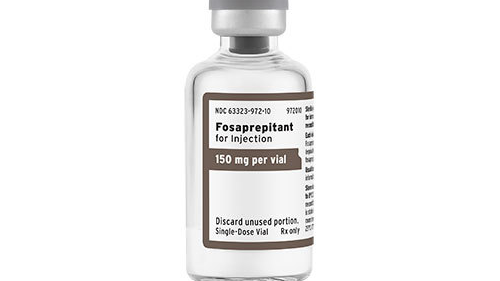 NDC 63323-972-10 972010
Fosaprepitant
for Injection
150 mg per vial
Discard unused portion.
Single-Dose Vial Rx only